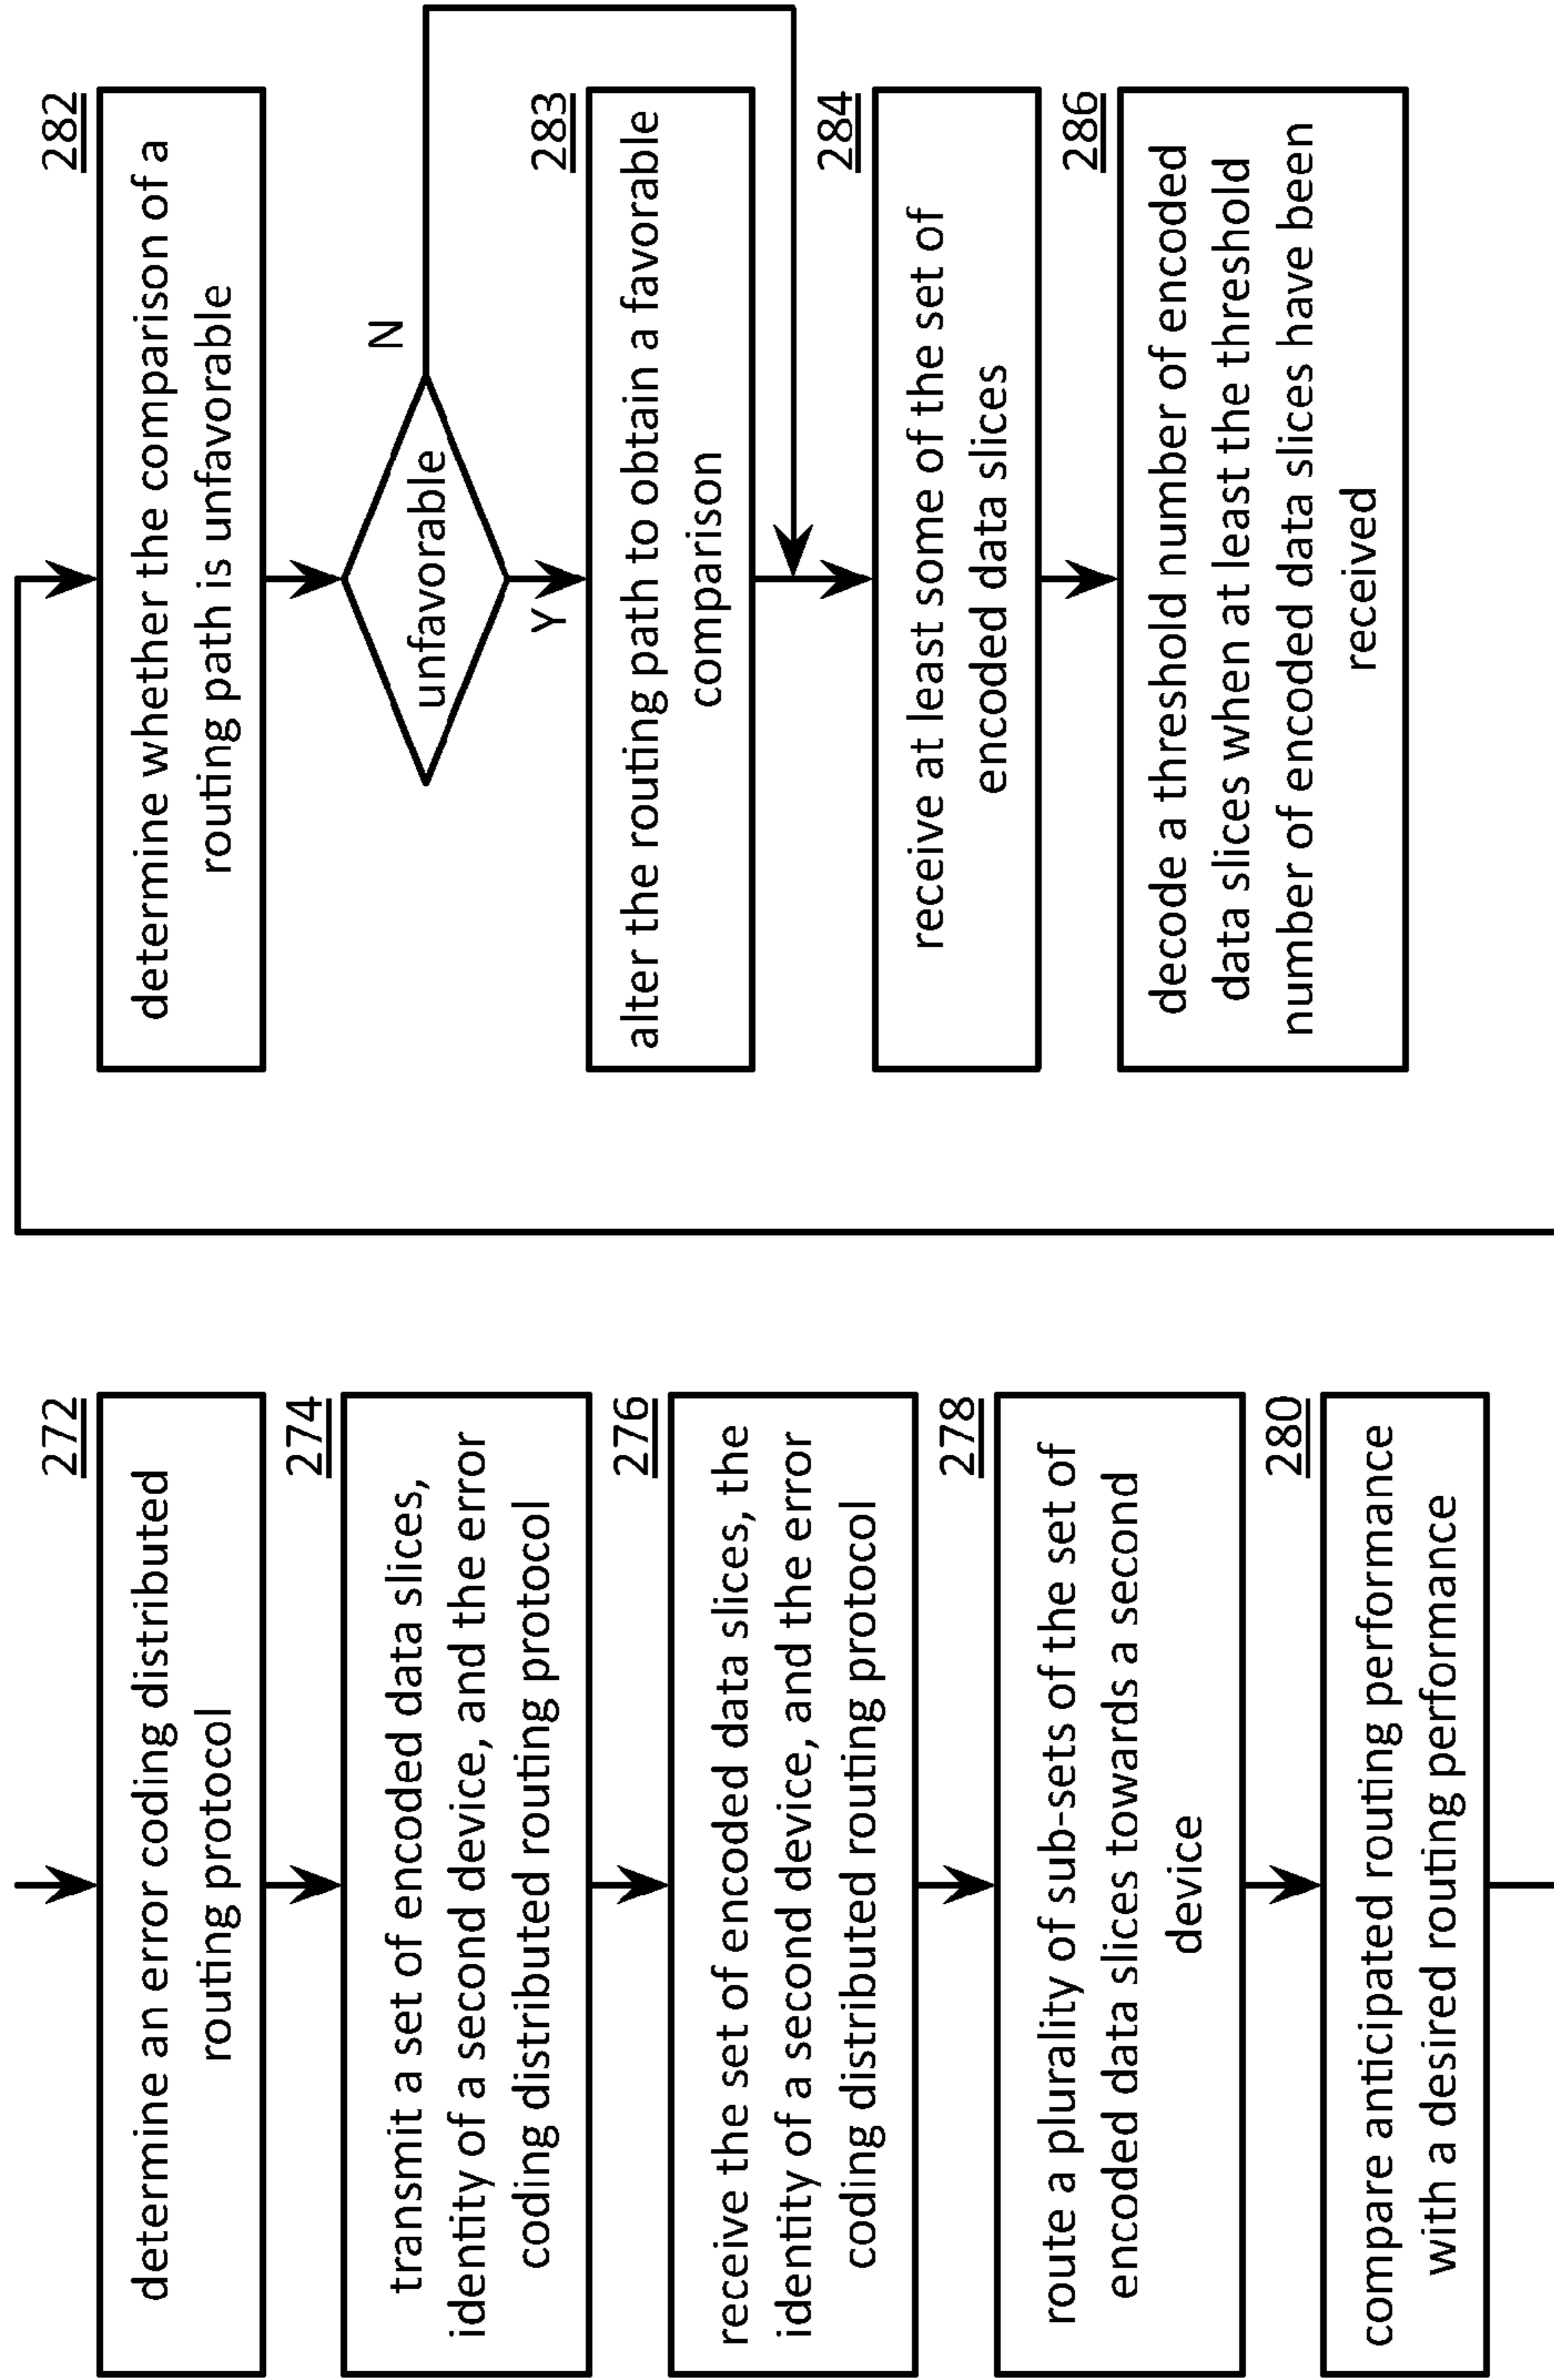 272
determine an error coding distributed
routing protocol
274
transmit a set of encoded data slices,
identity of a second device, and the error
coding distributed routing protocol
276
receive the set of encoded data slices, the
identity of a second device, and the error
coding distributed routing protocol
278
route a plurality of sub-sets of the set of
encoded data slices towards a second
device
280
compare anticipated routing performance
with a desired routing performance
282
determine whether the comparison of a
routing path is unfavorable
unfavorable
N
Y
283
alter the routing path to obtain a favorable
comparison
284
receive at least some of the set of
encoded data slices
286
decode a threshold number of encoded
data slices when at least the threshold
number of encoded data slices have been
received